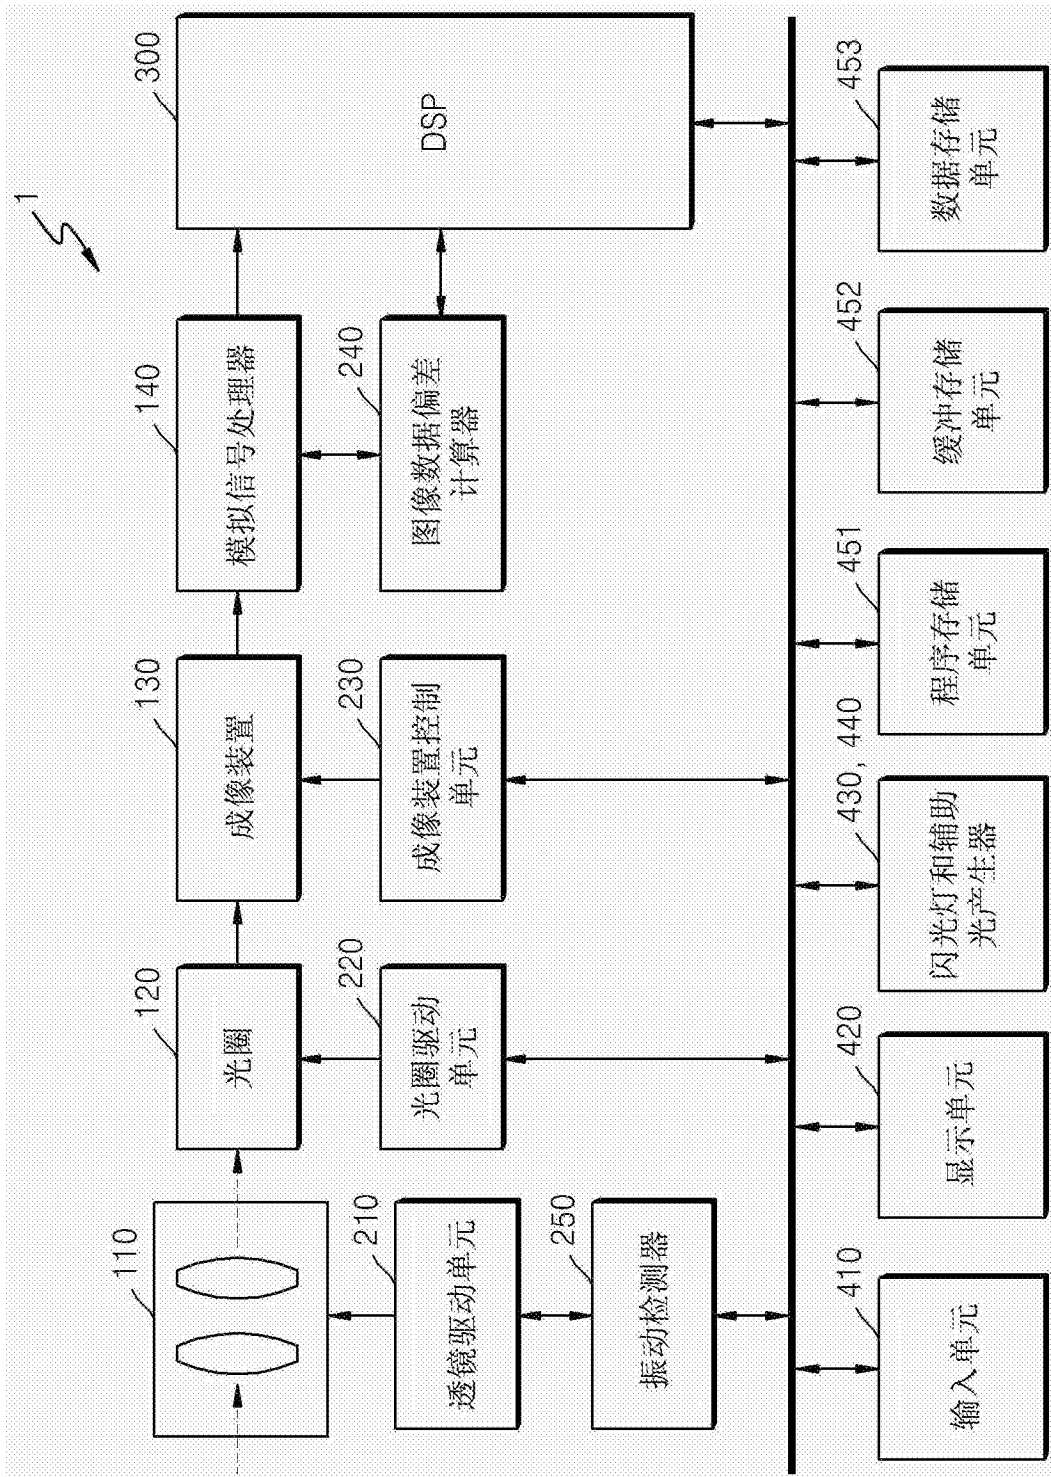 1
110
120
光圈
130
成像装置
140
模拟信号处理器
300
DSP
210
透镜驱动单元
220
光圈驱动
单元
230
成像装置控制
单元
240
图像数据偏差
计算器
250
振动检测器
410
输入单元
420
显示单元
430, 440
闪光灯和辅助
光产生器
451
程序存储
单元
452
缓冲存储
单元
453
数据存储
单元